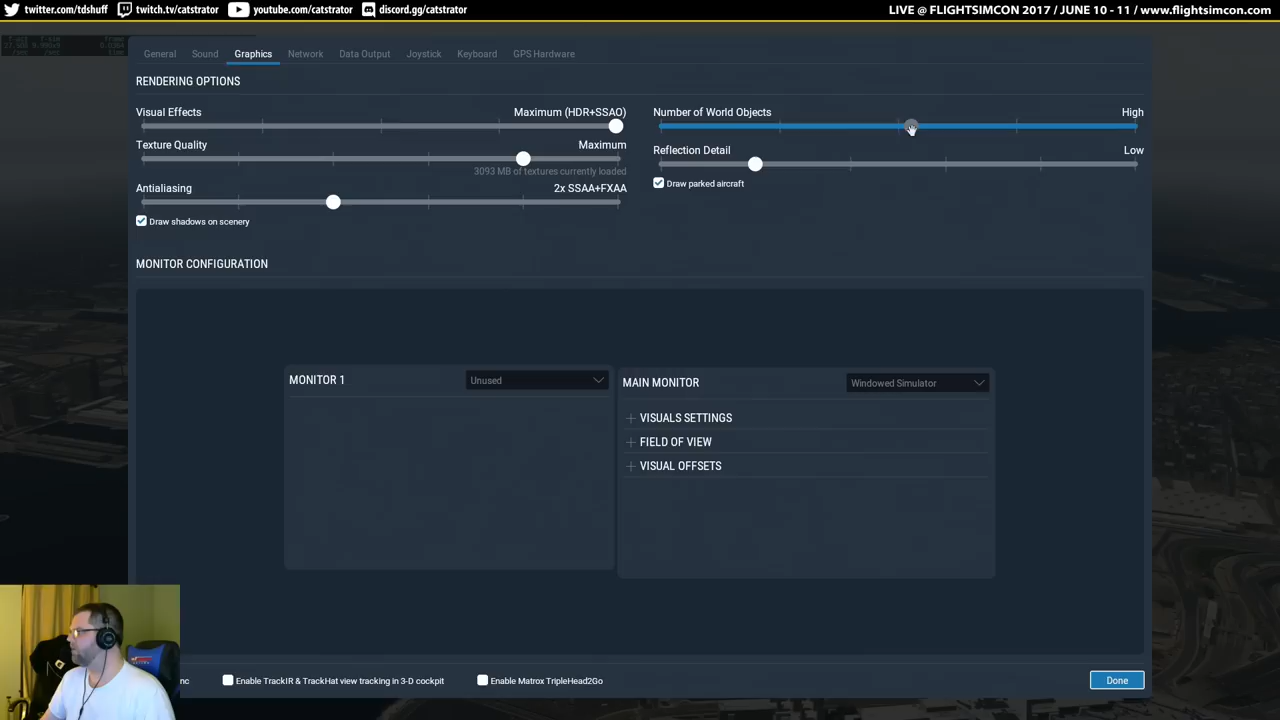 twitter.com/tdshuff twitch.tv/catstrator youtube.com/catstrator discord.gg/catstrator LIVE @ FLIGHTSIMCON 2017 / JUNE 10 - 11 / www.flightsimcon.com
General Sound Graphics Network Data Output Joystick Keyboard GPS Hardware
RENDERING OPTIONS
Visual Effects Maximum (HDR+SSAO)
Texture Quality Maximum
3093 MB of textures currently loaded
Antialiasing 2x SSAA+FXAA
Draw shadows on scenery
Number of World Objects High
Reflection Detail Low
Draw parked aircraft
MONITOR CONFIGURATION
MONITOR 1 Unused
MAIN MONITOR Windowed Simulator
VISUALS SETTINGS
FIELD OF VIEW
VISUAL OFFSETS
nc Enable TrackIR & TrackHat view tracking in 3-D cockpit Enable Matrox TripleHead2Go Done